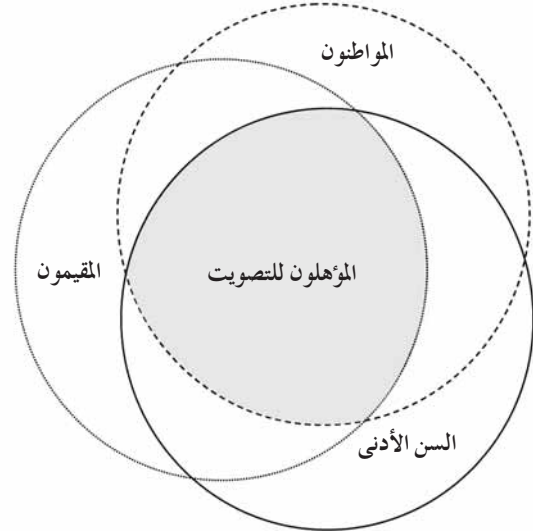 المواطنون
المؤهلون للتصويت
المقيمون
السن الأدنى